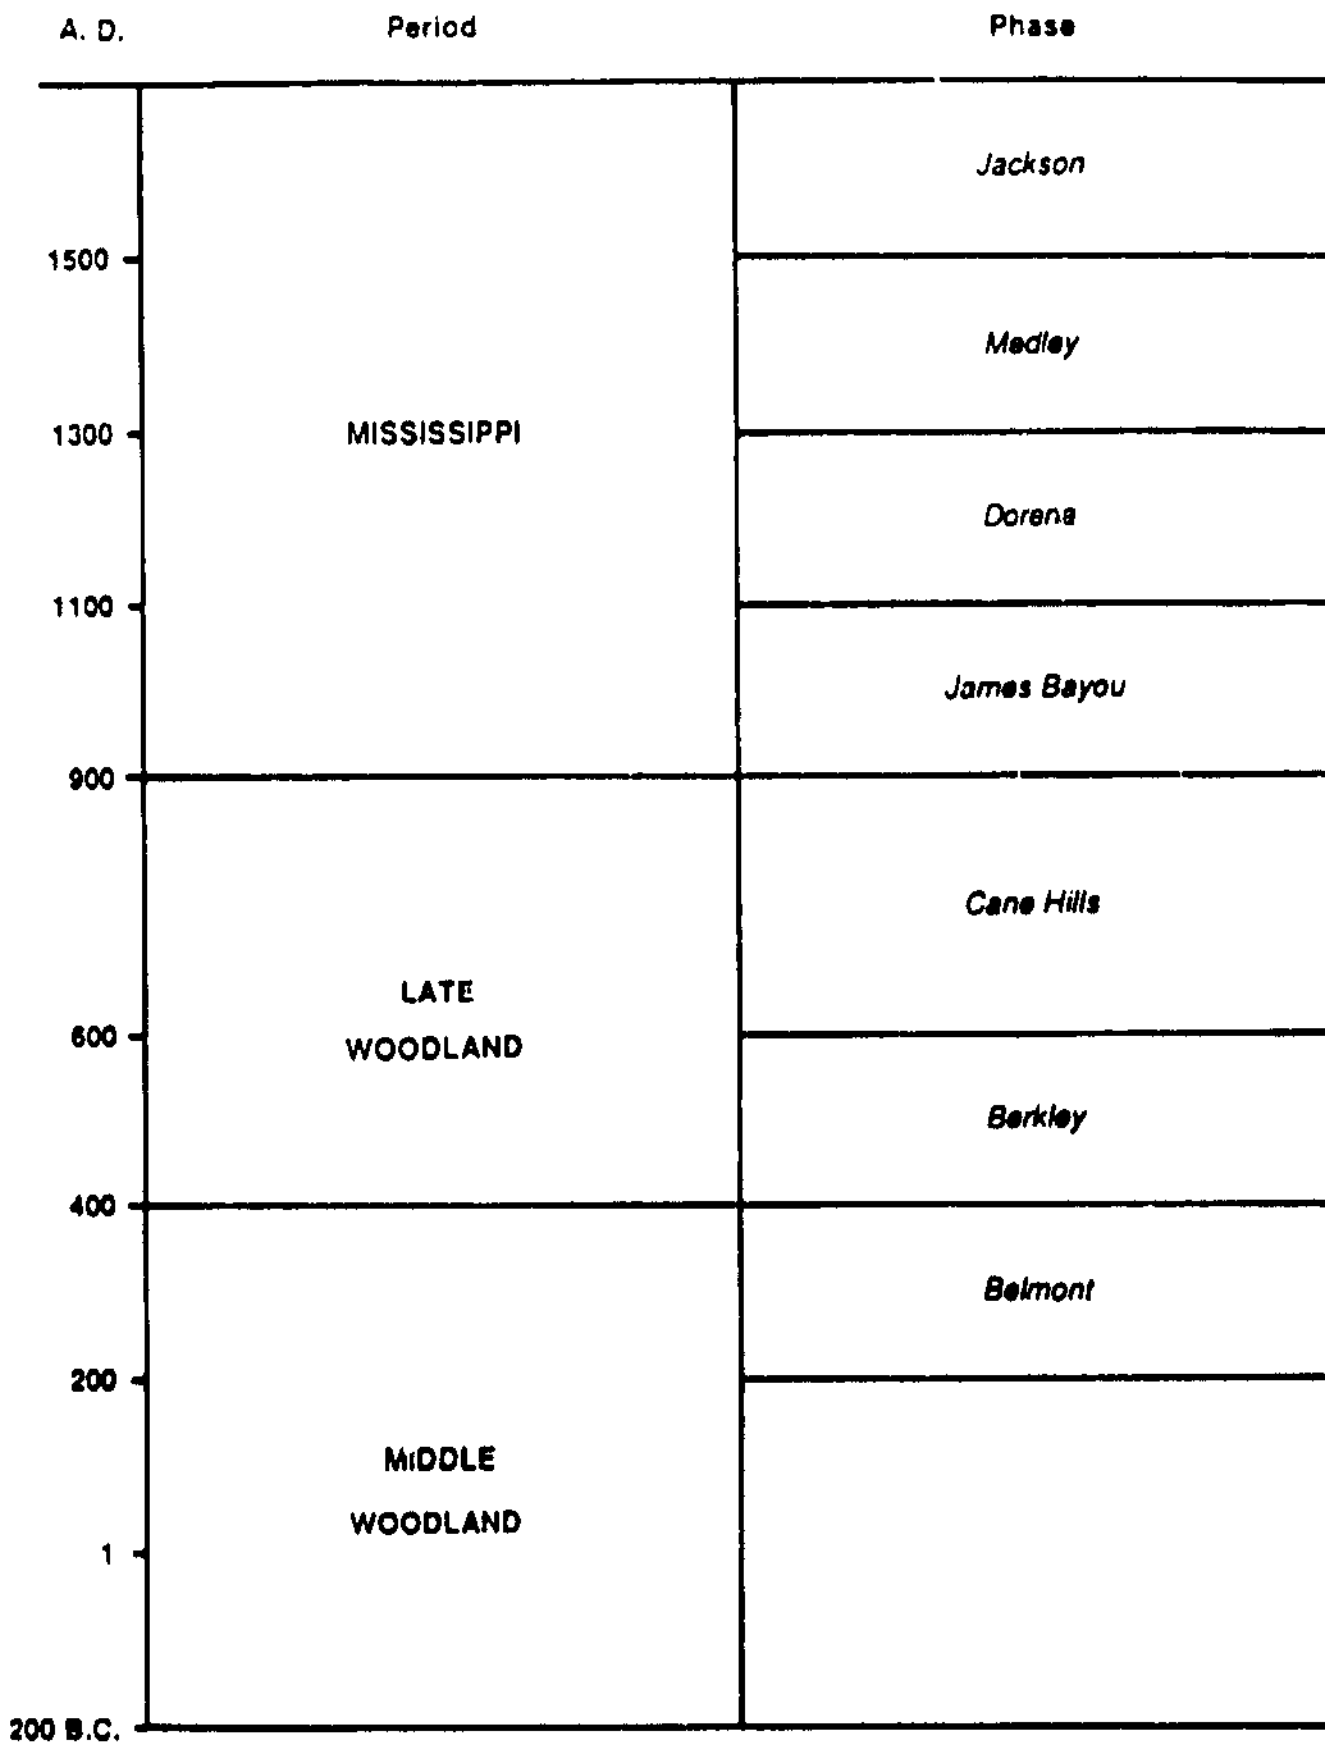 A. D. Period Phase
Jackson
1500
Medley
1300 MISSISSIPPI
Dorena
1100
James Bayou
900
Cane Hills
LATE
600
WOODLAND
Berkley
400
Belmont
200
MIDDLE
WOODLAND
1
200 B.C.